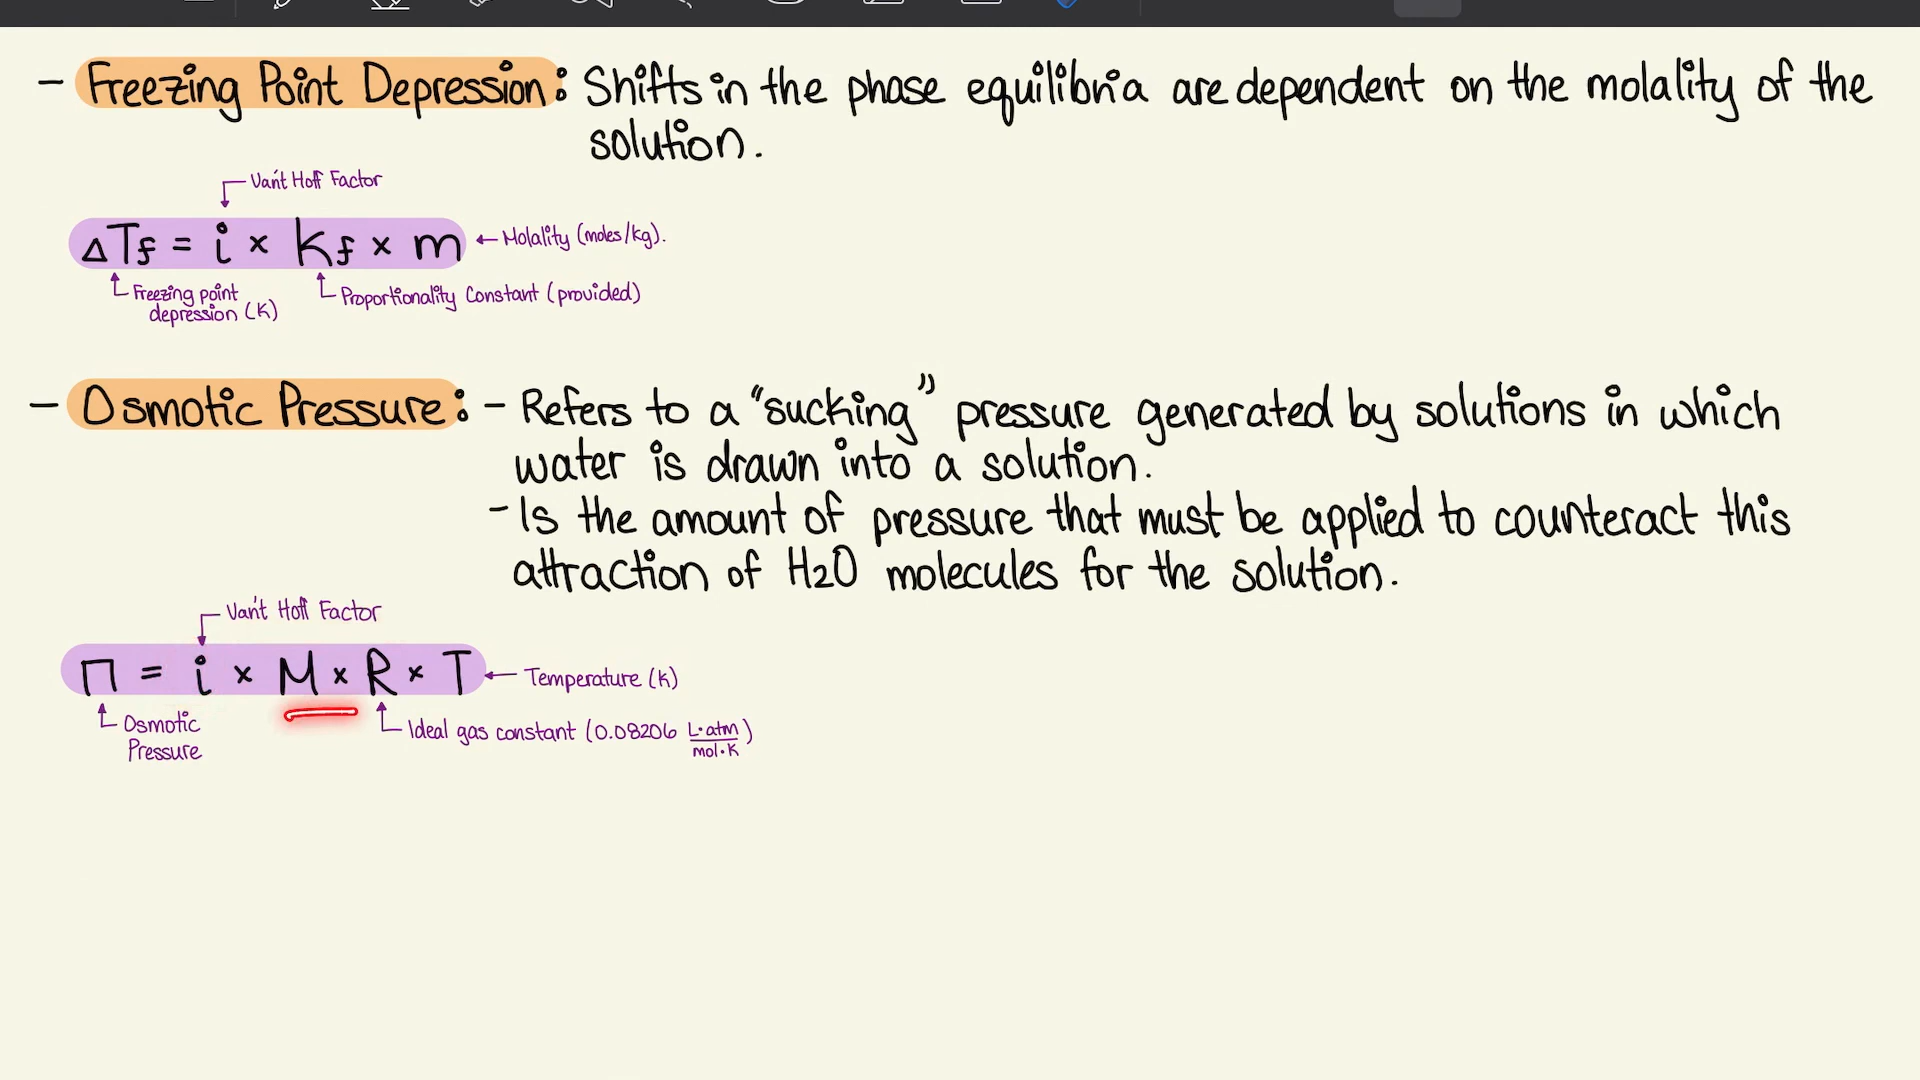 - Freezing Point Depression: Shifts in the phase equilibria are dependent on the molality of the
solution.
Van't Hoff Factor
ΔTf = i × Kf × m
Molality (moles/kg).
Freezing point
depression (K)
Proportionality Constant (provided)
- Osmotic Pressure: - Refers to a “sucking” pressure generated by solutions in which
water is drawn into a solution.
- Is the amount of pressure that must be applied to counteract this
attraction of H2O molecules for the solution.
Van't Hoff Factor
Π = i × M × R × T
Temperature (K)
Osmotic
Pressure
Ideal gas constant (0.08206 L·atm/mol·K)